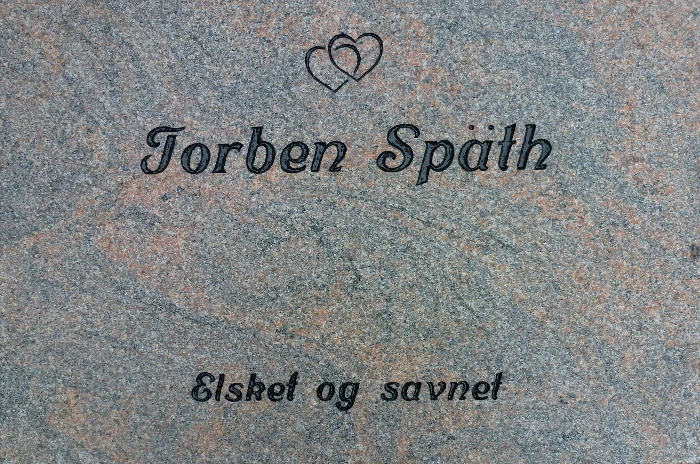 Torben Späth
Elsket og savnet